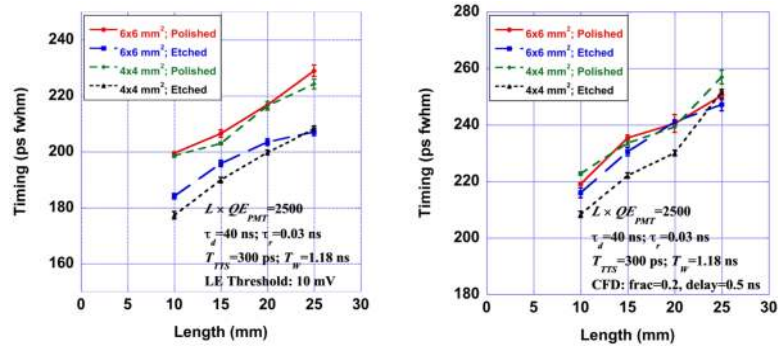 240
220
200
180
160
Timing (ps fwhm)
6x6 mm²; Polished
6x6 mm²; Etched
4x4 mm²; Polished
4x4 mm²; Etched
L × QE_PMT=2500
τ_d=40 ns; τ_r=0.03 ns
T_TTS=300 ps; T_W=1.18 ns
LE Threshold: 10 mV
0 5 10 15 20 25 30
Length (mm)
280
260
240
220
200
180
Timing (ps fwhm)
6x6 mm²; Polished
6x6 mm²; Etched
4x4 mm²; Polished
4x4 mm²; Etched
L × QE_PMT=2500
τ_d=40 ns; τ_r=0.03 ns
T_TTS=300 ps; T_W=1.18 ns
CFD: frac=0.2, delay=0.5 ns
0 5 10 15 20 25 30
Length (mm)